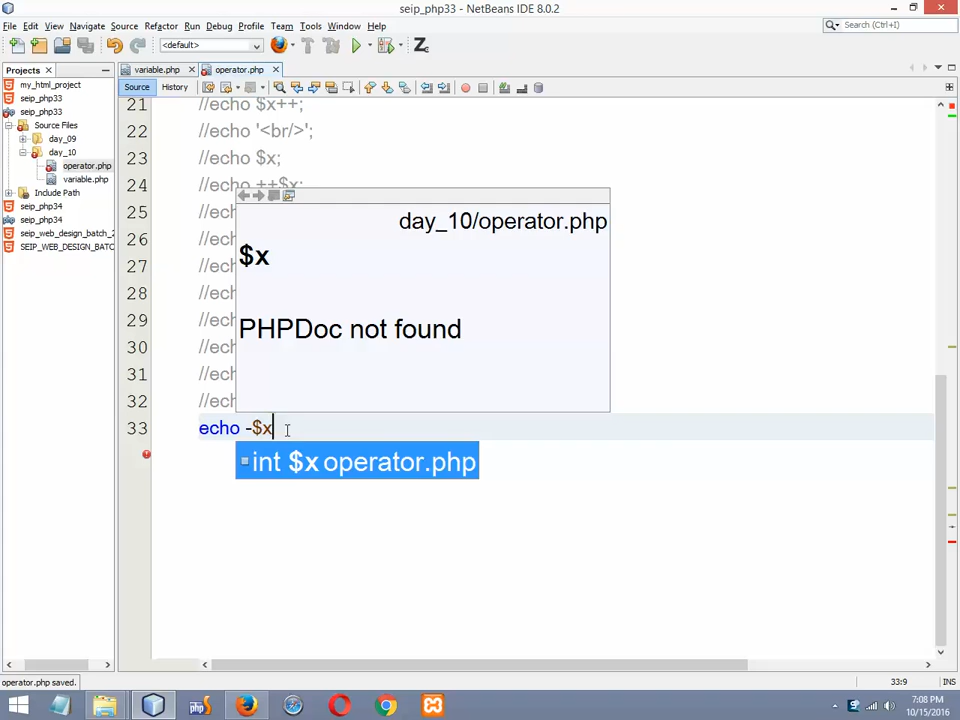 seip_php33 - NetBeans IDE 8.0.2
File Edit View Navigate Source Refactor Run Debug Profile Team Tools Window Help
Search (Ctrl+I)
<default>
Projects
variable.php
operator.php
Source History
my_html_project
seip_php33
seip_php33
Source Files
day_09
day_10
operator.php
variable.php
Include Path
seip_php34
seip_php34
seip_web_design_batch_2
SEIP_WEB_DESIGN_BATC
21 //echo $x++;
22 //echo '<br/>';
23 //echo $x;
24 //echo ++$x;
25 //ech
26 //ech
27 //ech
28 //ech
29 //ech
30 //ech
31 //ech
32 //ech
33 echo -$x
day_10/operator.php
$x
PHPDoc not found
int $x operator.php
operator.php saved.
33:9 INS
php
7:08 PM
10/15/2016